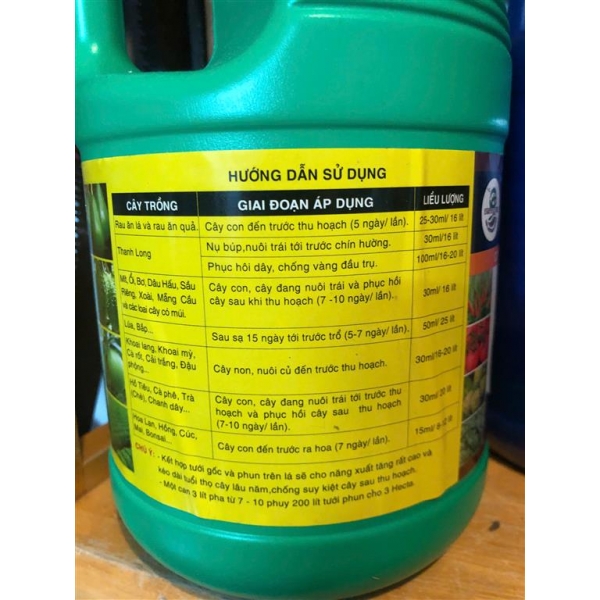 HƯỚNG DẪN SỬ DỤNG
CÂY TRỒNG GIAI ĐOẠN ÁP DỤNG LIỀU LƯỢNG
Rau ăn lá và rau ăn quả. Cây con đến trước thu hoạch (5 ngày/ lần). 25-30ml/ 16 lít
Thanh Long Nụ búp,nuôi trái tới trước chín hường. 30ml/16 lít
Phục hồi dây, chống vàng đầu trụ. 100ml/16-20 lít
Mít, Ổi, Bơ, Dâu Hấu, Sầu
Riêng, Xoài, Mãng Cầu
và các loại cây có múi.
Cây con, cây đang nuôi trái và phục hồi
cây sau khi thu hoạch (7 -10 ngày/ lần)..
30ml/ 16 lít
Lúa, Bắp... Sau sạ 15 ngày tới trước trổ (5-7 ngày/ lần). 50ml/ 25 lít
Khoai lang, Khoai mỳ,
Cà rốt, Cải trắng, Đậu
phộng...
Cây non, nuôi củ đến trước thu hoạch. 30ml/16-20 lít
Hồ Tiêu, Cà phê, Trà
(Chè), Chanh dây...
Cây con, cây đang nuôi trái tới trước thu
hoạch và phục hồi cây sau thu hoạch
(7-10 ngày/ lần).
30ml/ 20 lít
Hoa Lan, Hồng, Cúc,
Mai, Bonsai...
Cây con đến trước ra hoa (7 ngày/ lần). 15ml/ lít
CHÚ Ý: - Kết hợp tưới gốc và phun trên lá sẽ cho năng xuất tăng rất cao và
kéo dài tuổi thọ cây lâu năm,chống suy kiệt cây sau thu hoạch.
- Một can 3 lít pha từ 7 - 10 phuy 200 lít tưới phun cho 3 Hecta.